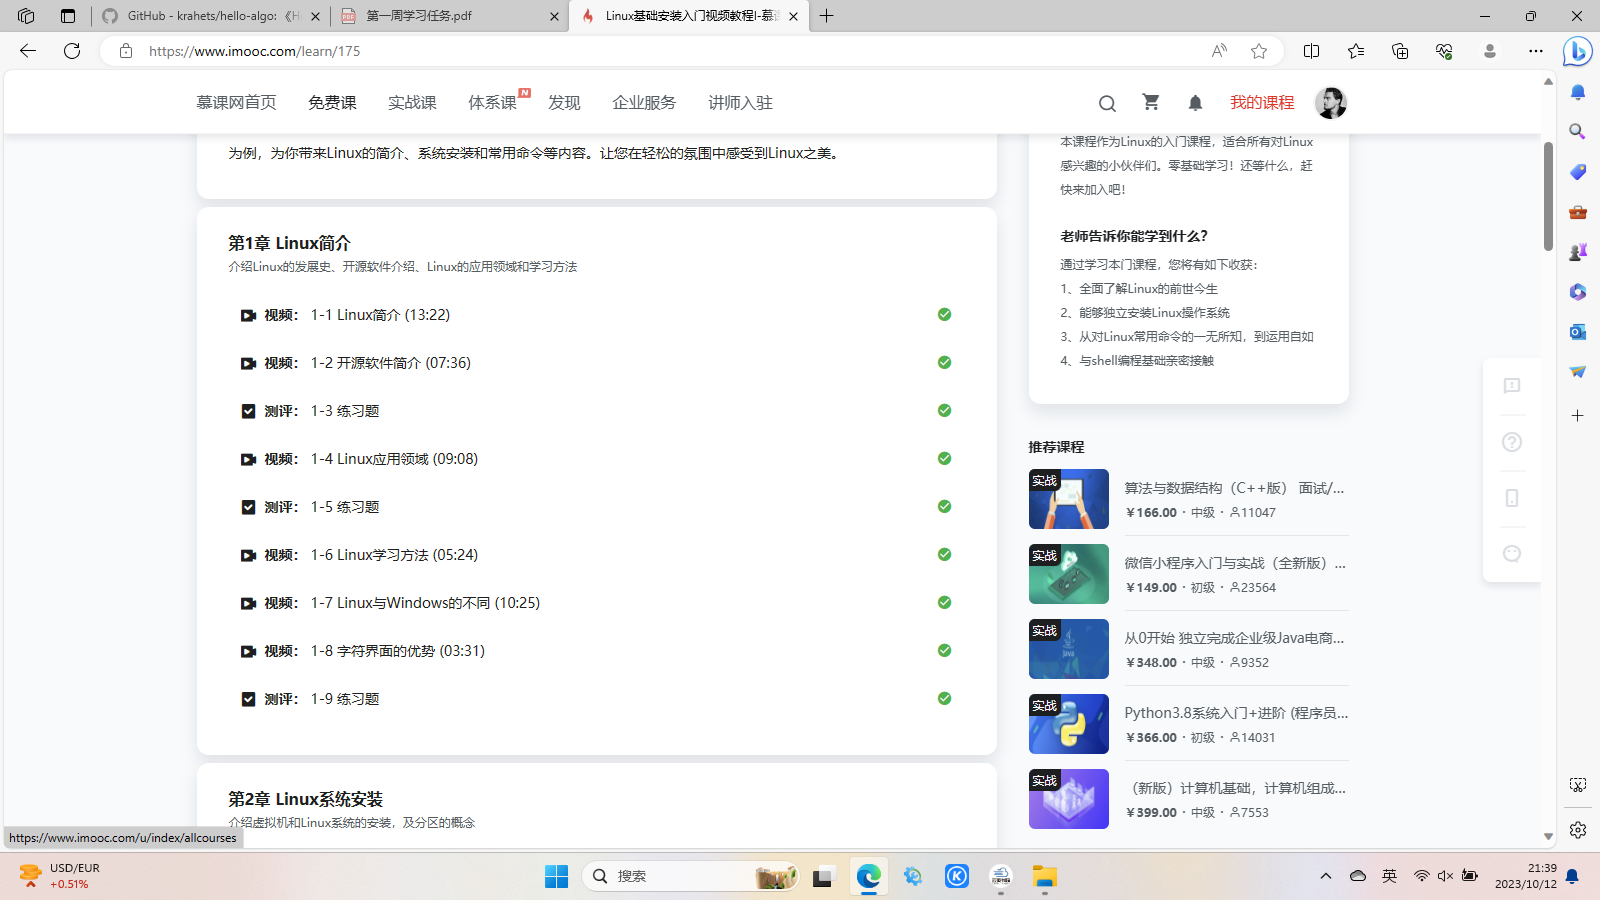 GitHub - krahets/hello-algo: 《H
第一周学习任务.pdf
Linux基础安装入门视频教程I-慕课
https://www.imooc.com/learn/175
慕课网首页
免费课
实战课
体系课
N
发现
企业服务
讲师入驻
我的课程
为例，为你带来Linux的简介、系统安装和常用命令等内容。让您在轻松的氛围中感受到Linux之美。
第1章 Linux简介
介绍Linux的发展史、开源软件介绍、Linux的应用领域和学习方法
视频： 1-1 Linux简介 (13:22)
视频： 1-2 开源软件简介 (07:36)
测评： 1-3 练习题
视频： 1-4 Linux应用领域 (09:08)
测评： 1-5 练习题
视频： 1-6 Linux学习方法 (05:24)
视频： 1-7 Linux与Windows的不同 (10:25)
视频： 1-8 字符界面的优势 (03:31)
测评： 1-9 练习题
第2章 Linux系统安装
介绍虚拟机和Linux系统的安装，及分区的概念
本课程作为Linux的入门课程，适合所有对Linux
感兴趣的小伙伴们。零基础学习！还等什么，赶
快来加入吧！
老师告诉你能学到什么？
通过学习本门课程，您将有如下收获：
1、全面了解Linux的前世今生
2、能够独立安装Linux操作系统
3、从对Linux常用命令的一无所知，到运用自如
4、与shell编程基础亲密接触
推荐课程
实战
算法与数据结构（C++版） 面试/...
￥166.00 · 中级 · 11047
实战
微信小程序入门与实战（全新版）...
￥149.00 · 初级 · 23564
实战
从0开始 独立完成企业级Java电商...
￥348.00 · 中级 · 9352
实战
Python3.8系统入门+进阶 (程序员...
￥366.00 · 初级 · 14031
实战
（新版）计算机基础，计算机组成...
￥399.00 · 中级 · 7553
https://www.imooc.com/u/index/allcourses
USD/EUR
+0.51%
搜索
英
21:39
2023/10/12